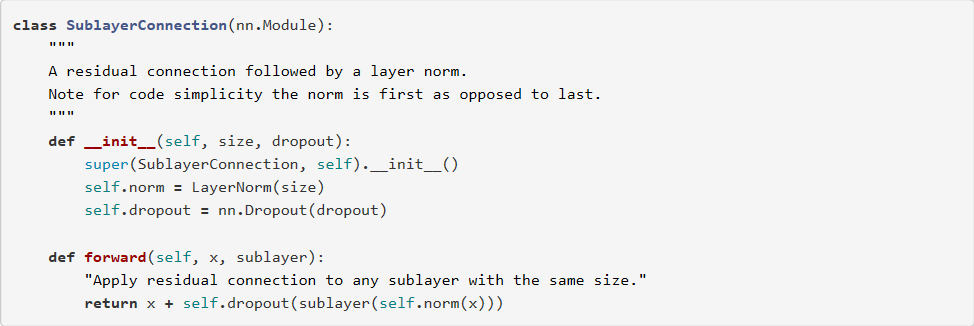 class SublayerConnection(nn.Module):
    """
    A residual connection followed by a layer norm.
    Note for code simplicity the norm is first as opposed to last.
    """
    def __init__(self, size, dropout):
        super(SublayerConnection, self).__init__()
        self.norm = LayerNorm(size)
        self.dropout = nn.Dropout(dropout)

    def forward(self, x, sublayer):
        "Apply residual connection to any sublayer with the same size."
        return x + self.dropout(sublayer(self.norm(x)))